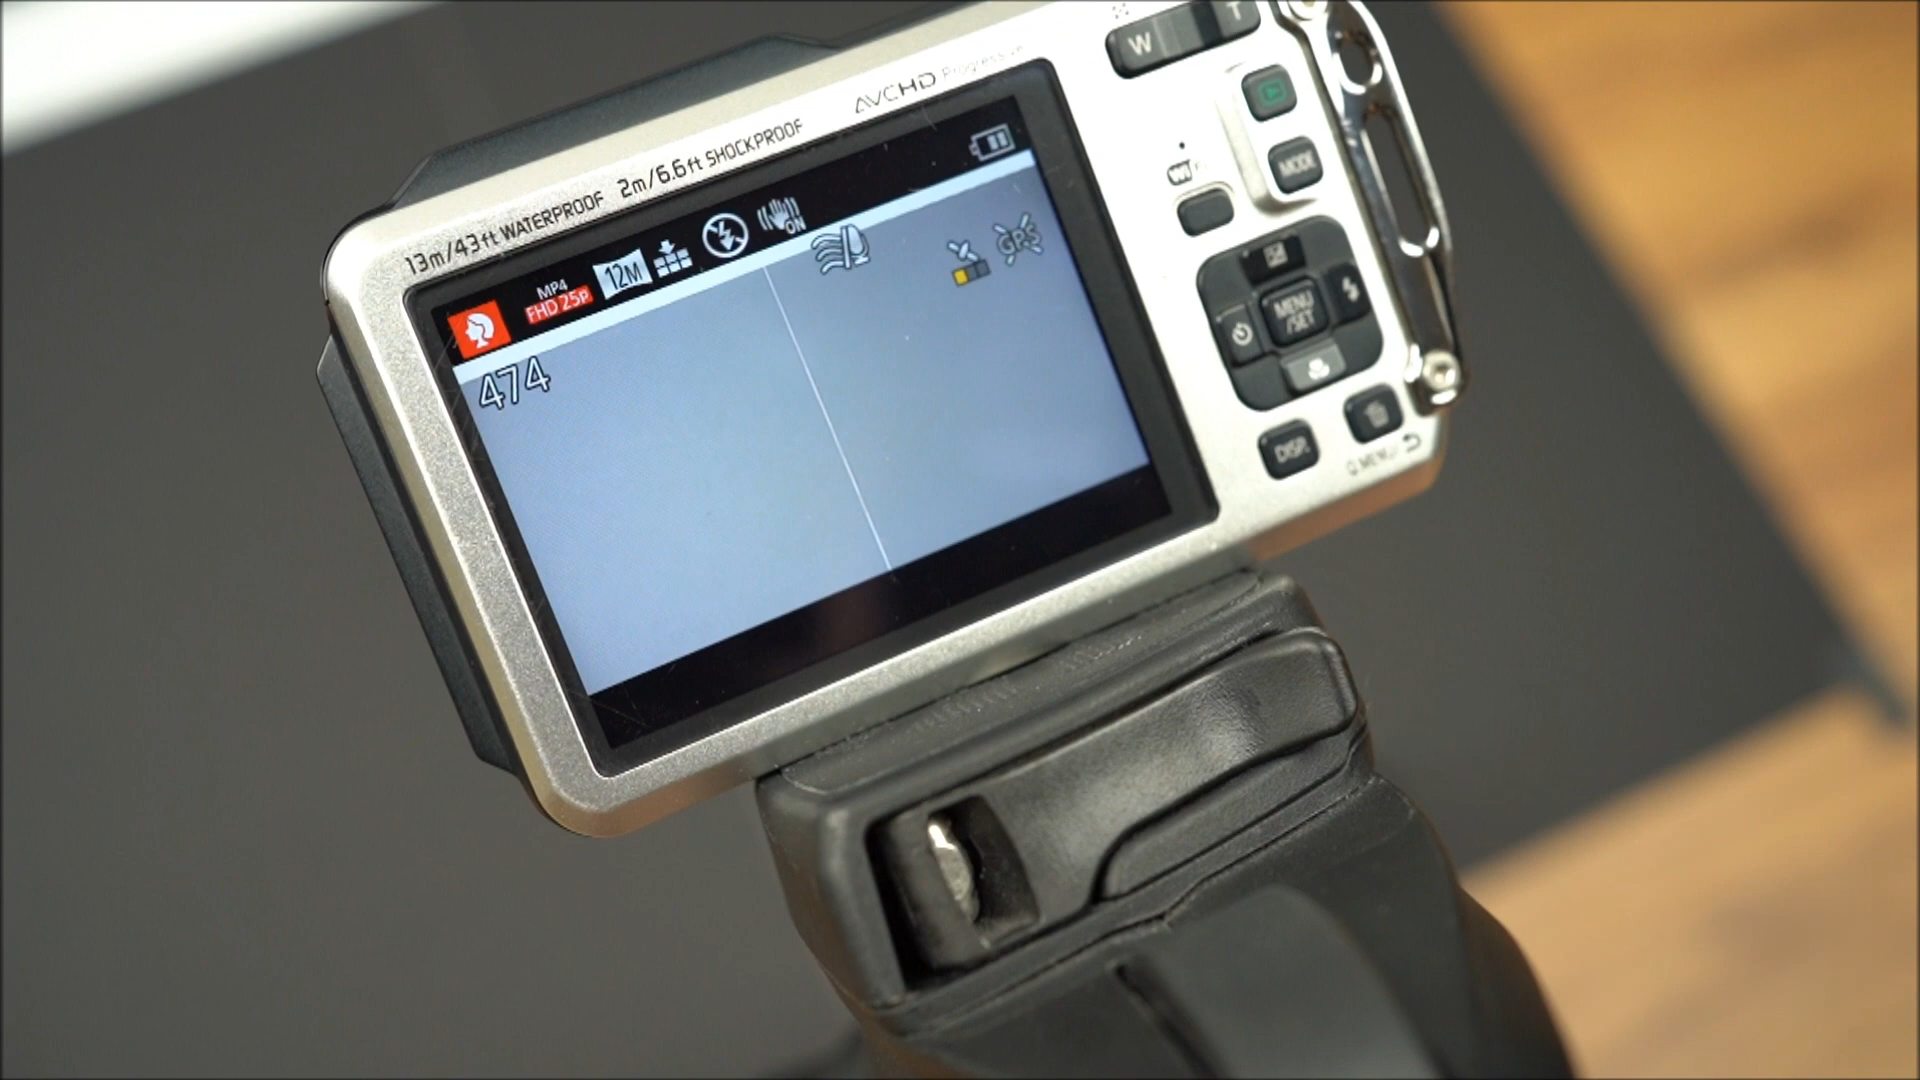 13m/43ft WATERPROOF 2m/6.6ft SHOCKPROOF
AVCHD Progressive
W T
MP4
FHD 25p
12M
ON
GPS
474
MODE
MENU
/SET
DISP.
Q.MENU/